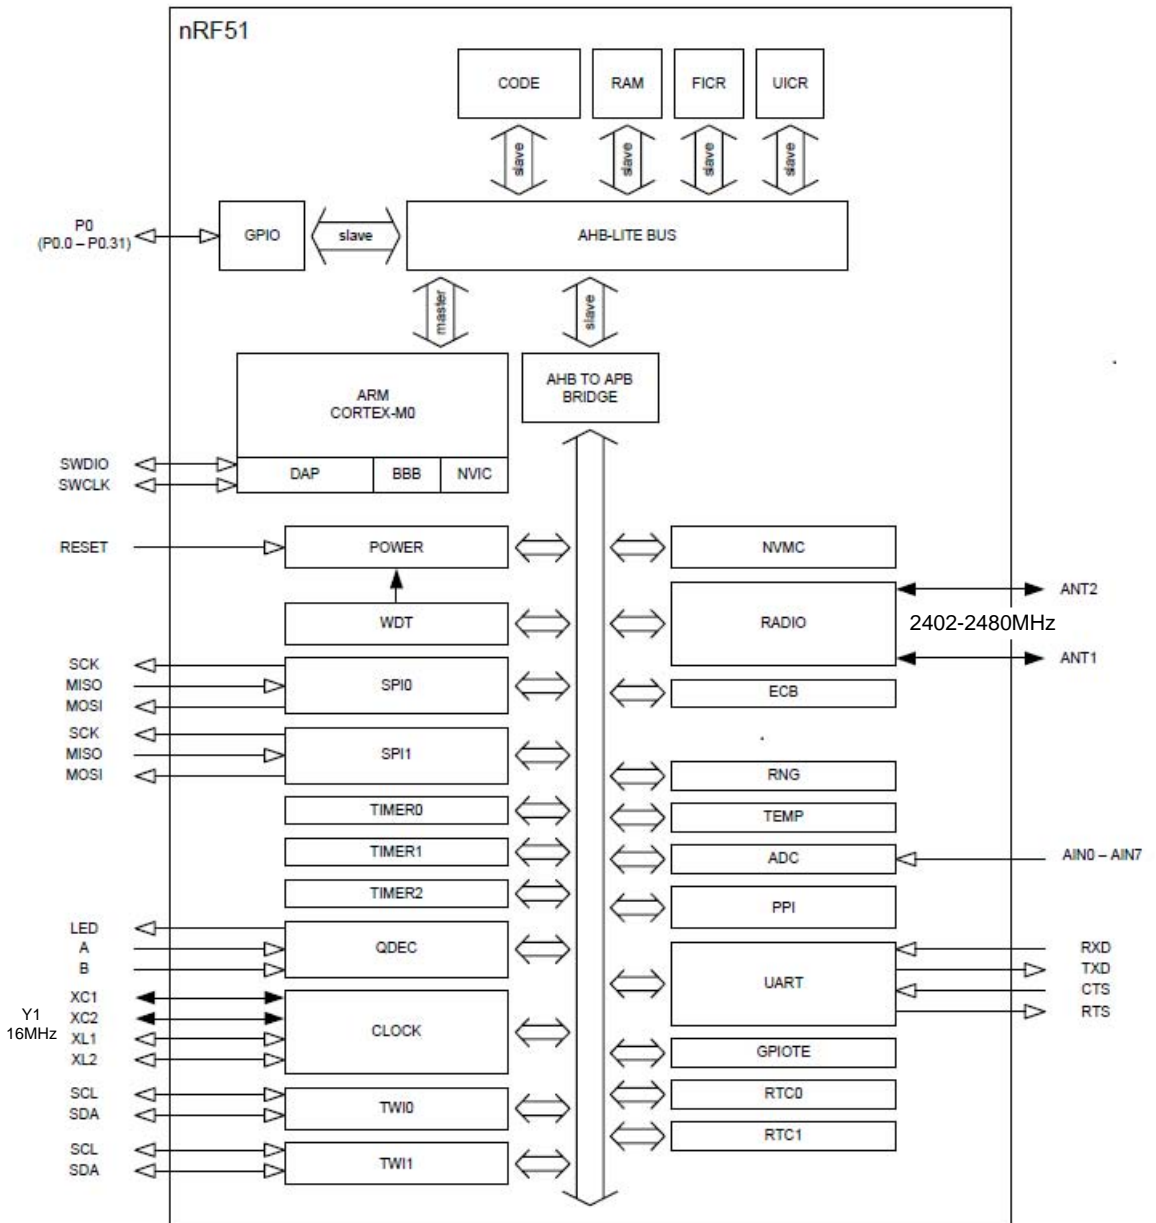 nRF51
CODE
RAM
FICR
UICR
slave
slave
slave
slave
P0
(P0.0 – P0.31)
GPIO
slave
AHB-LITE BUS
master
slave
ARM
CORTEX-M0
AHB TO APB
BRIDGE
SWDIO
SWCLK
DAP
BBB
NVIC
RESET
POWER
NVMC
WDT
RADIO
2402-2480MHz
ANT2
ANT1
SCK
MISO
MOSI
SPI0
ECB
SCK
MISO
MOSI
SPI1
RNG
TIMER0
TEMP
TIMER1
ADC
AIN0 – AIN7
TIMER2
PPI
LED
A
B
QDEC
UART
RXD
TXD
CTS
RTS
Y1
16MHz
XC1
XC2
XL1
XL2
CLOCK
GPIOTE
RTC0
SCL
SDA
TWI0
RTC1
SCL
SDA
TWI1